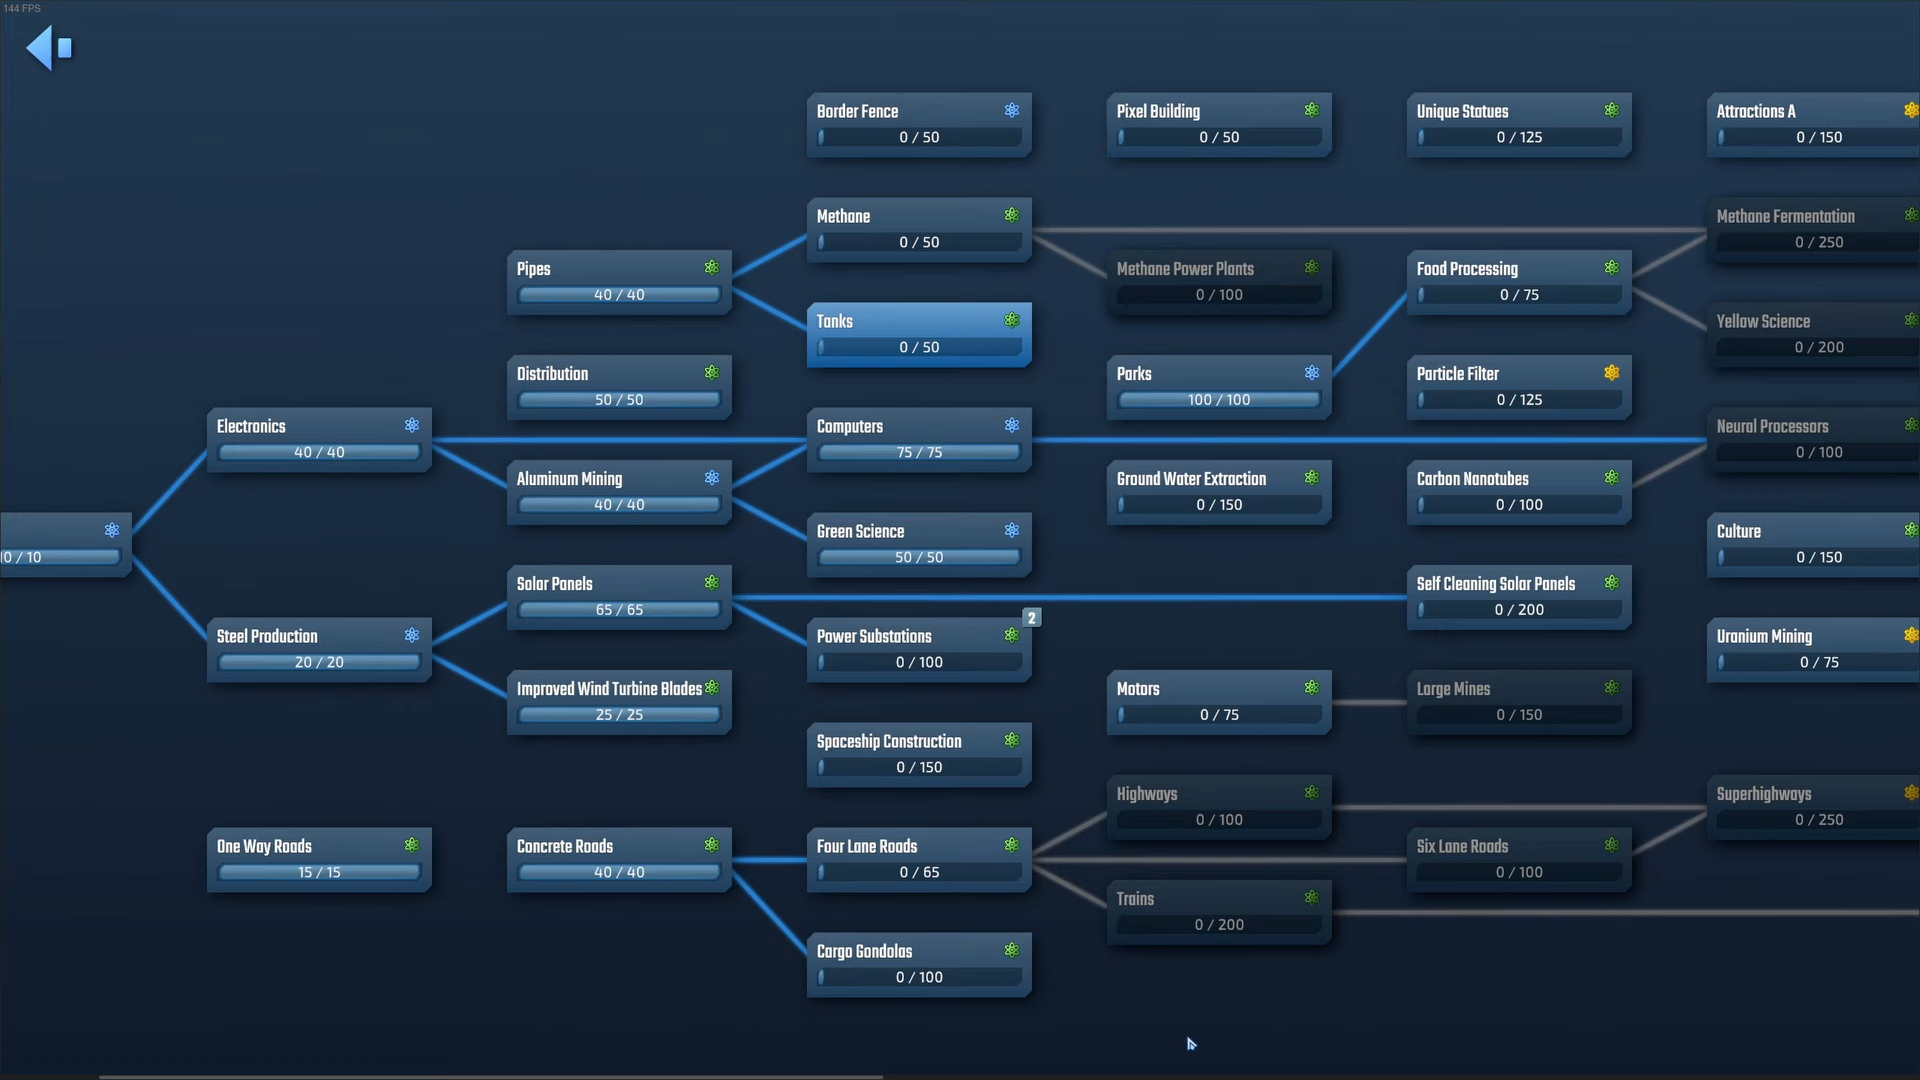 144 FPS
Border Fence
0 / 50
Pixel Building
0 / 50
Unique Statues
0 / 125
Attractions A
0 / 150
Methane
0 / 50
Methane Fermentation
0 / 250
Pipes
40 / 40
Methane Power Plants
0 / 100
Food Processing
0 / 75
Tanks
0 / 50
Yellow Science
0 / 200
Distribution
50 / 50
Parks
100 / 100
Particle Filter
0 / 125
Electronics
40 / 40
Computers
75 / 75
Neural Processors
0 / 100
Aluminum Mining
40 / 40
Ground Water Extraction
0 / 150
Carbon Nanotubes
0 / 100
10 / 10
Green Science
50 / 50
Culture
0 / 150
Solar Panels
65 / 65
Self Cleaning Solar Panels
0 / 200
2
Steel Production
20 / 20
Power Substations
0 / 100
Uranium Mining
0 / 75
Improved Wind Turbine Blades
25 / 25
Motors
0 / 75
Large Mines
0 / 150
Spaceship Construction
0 / 150
Highways
0 / 100
Superhighways
0 / 250
One Way Roads
15 / 15
Concrete Roads
40 / 40
Four Lane Roads
0 / 65
Six Lane Roads
0 / 100
Trains
0 / 200
Cargo Gondolas
0 / 100